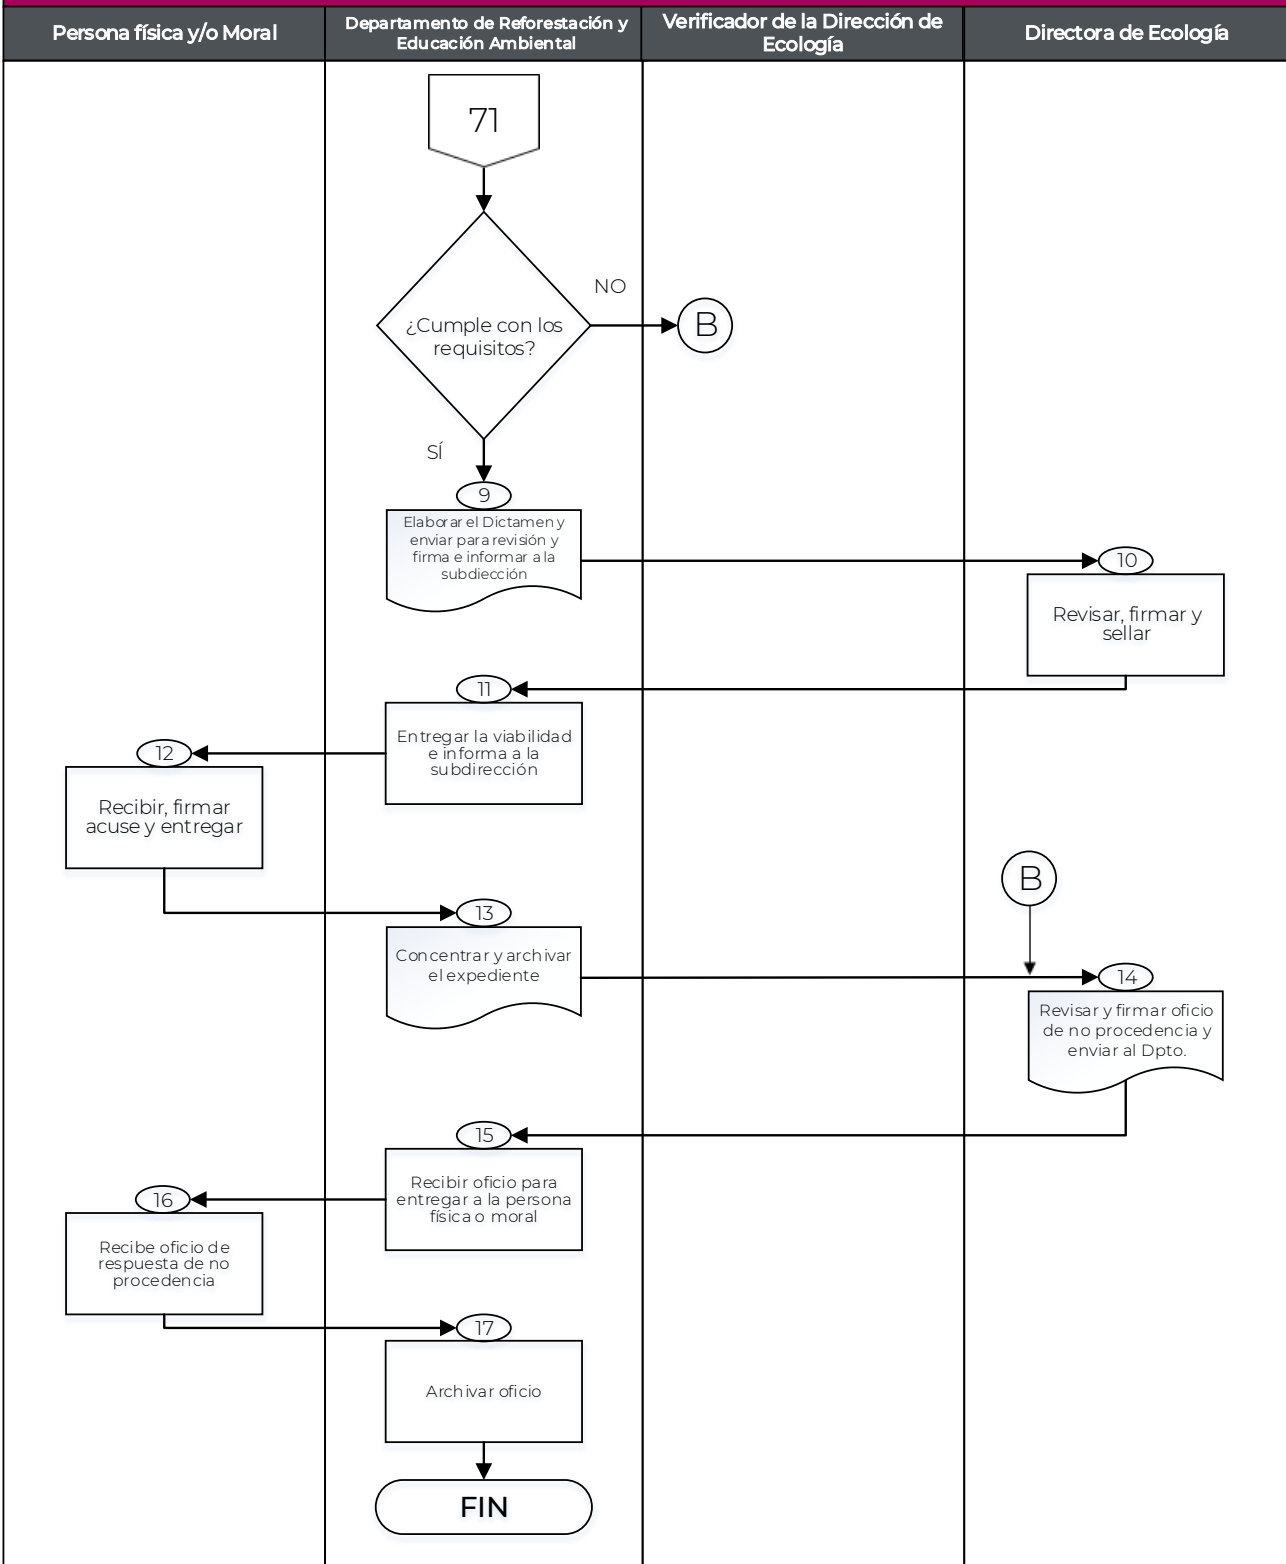 Persona física y/o Moral
Departamento de Reforestación y
Educación Ambiental
Verificador de la Dirección de
Ecología
Directora de Ecología
71
¿Cumple con los
requisitos?
NO
B
SÍ
9
Elaborar el Dictamen y
enviar para revisión y
firma e informar a la
subdiección
10
Revisar, firmar y
sellar
11
Entregar la viabilidad
e informa a la
subdirección
12
Recibir, firmar
acuse y entregar
B
13
Concentrar y archivar
el expediente
14
Revisar y firmar oficio
de no procedencia y
enviar al Dpto.
15
Recibir oficio para
entregar a la persona
física o moral
16
Recibe oficio de
respuesta de no
procedencia
17
Archivar oficio
FIN